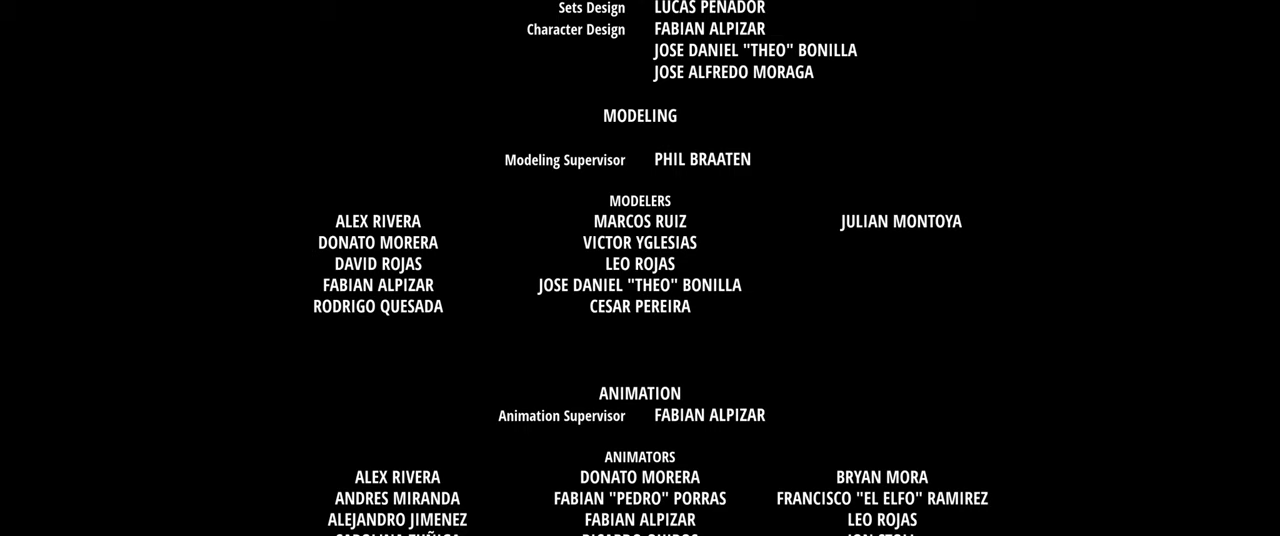 Sets Design LUCAS PENADOR
Character Design FABIAN ALPIZAR
JOSE DANIEL "THEO" BONILLA
JOSE ALFREDO MORAGA
MODELING
Modeling Supervisor PHIL BRAATEN
MODELERS
ALEX RIVERA MARCOS RUIZ JULIAN MONTOYA
DONATO MORERA VICTOR YGLESIAS
DAVID ROJAS LEO ROJAS
FABIAN ALPIZAR JOSE DANIEL "THEO" BONILLA
RODRIGO QUESADA CESAR PEREIRA
ANIMATION
Animation Supervisor FABIAN ALPIZAR
ANIMATORS
ALEX RIVERA DONATO MORERA BRYAN MORA
ANDRES MIRANDA FABIAN "PEDRO" PORRAS FRANCISCO "EL ELFO" RAMIREZ
ALEJANDRO JIMENEZ FABIAN ALPIZAR LEO ROJAS